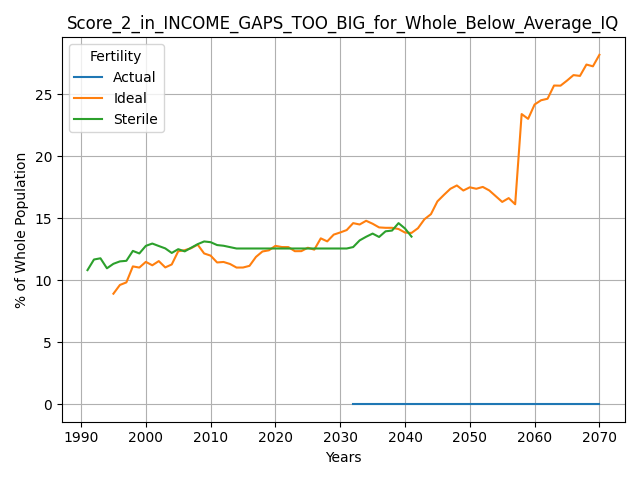 Score_2_in_INCOME_GAPS_TOO_BIG_for_Whole_Below_Average_IQ
Fertility
Actual
Ideal
Sterile
% of Whole Population
25
20
15
10
5
0
1990 2000 2010 2020 2030 2040 2050 2060 2070
Years